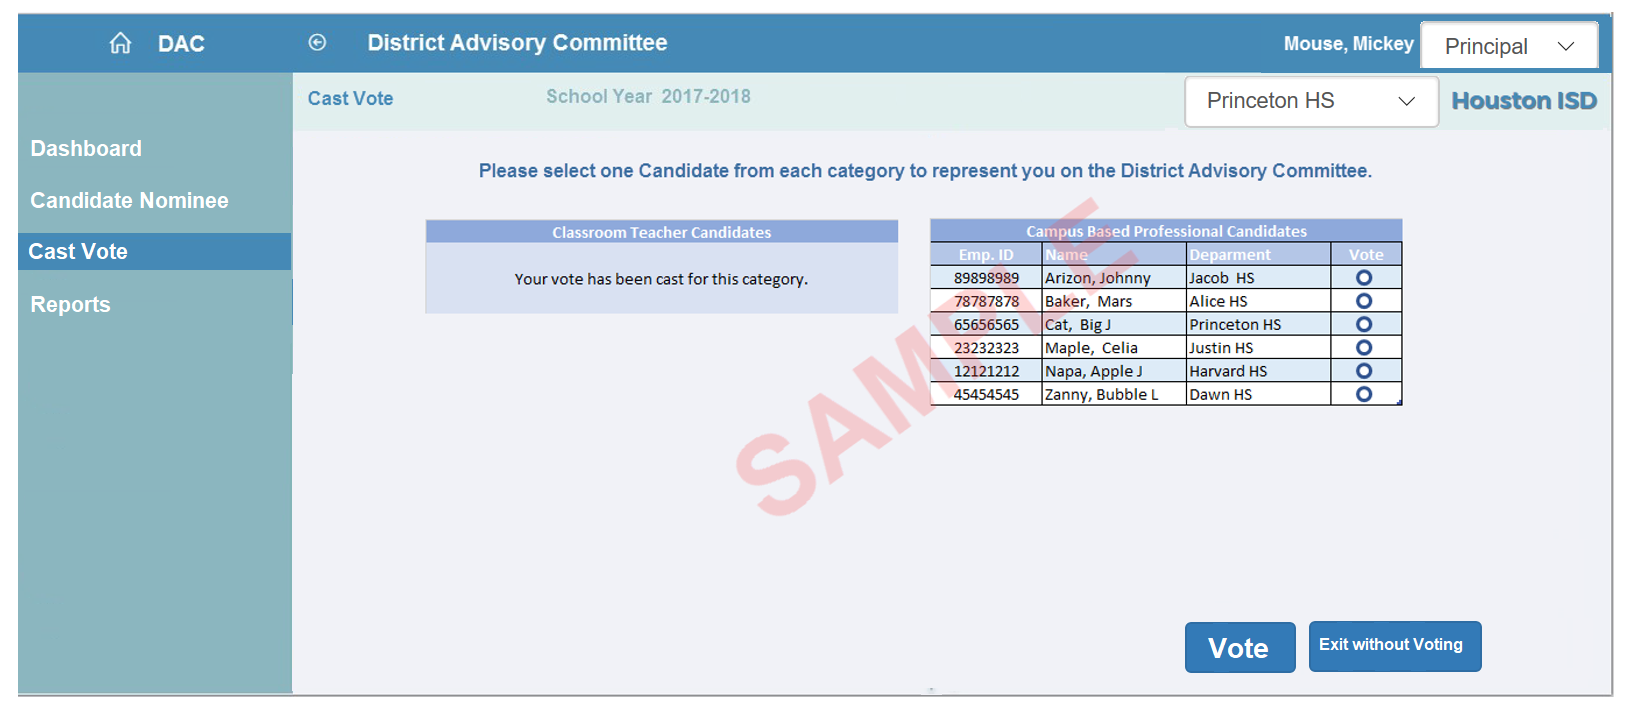 DAC
District Advisory Committee
Mouse, Mickey
Principal
Cast Vote
School Year 2017-2018
Princeton HS
Houston ISD
Dashboard
Candidate Nominee
Cast Vote
Reports
Please select one Candidate from each category to represent you on the District Advisory Committee.
Classroom Teacher Candidates
Your vote has been cast for this category.
Campus Based Professional Candidates
Emp. ID Name Deparment Vote
89898989 Arizon, Johnny Jacob HS
78787878 Baker, Mars Alice HS
65656565 Cat, Big J Princeton HS
23232323 Maple, Celia Justin HS
12121212 Napa, Apple J Harvard HS
45454545 Zanny, Bubble L Dawn HS
SAMPLE
Vote
Exit without Voting